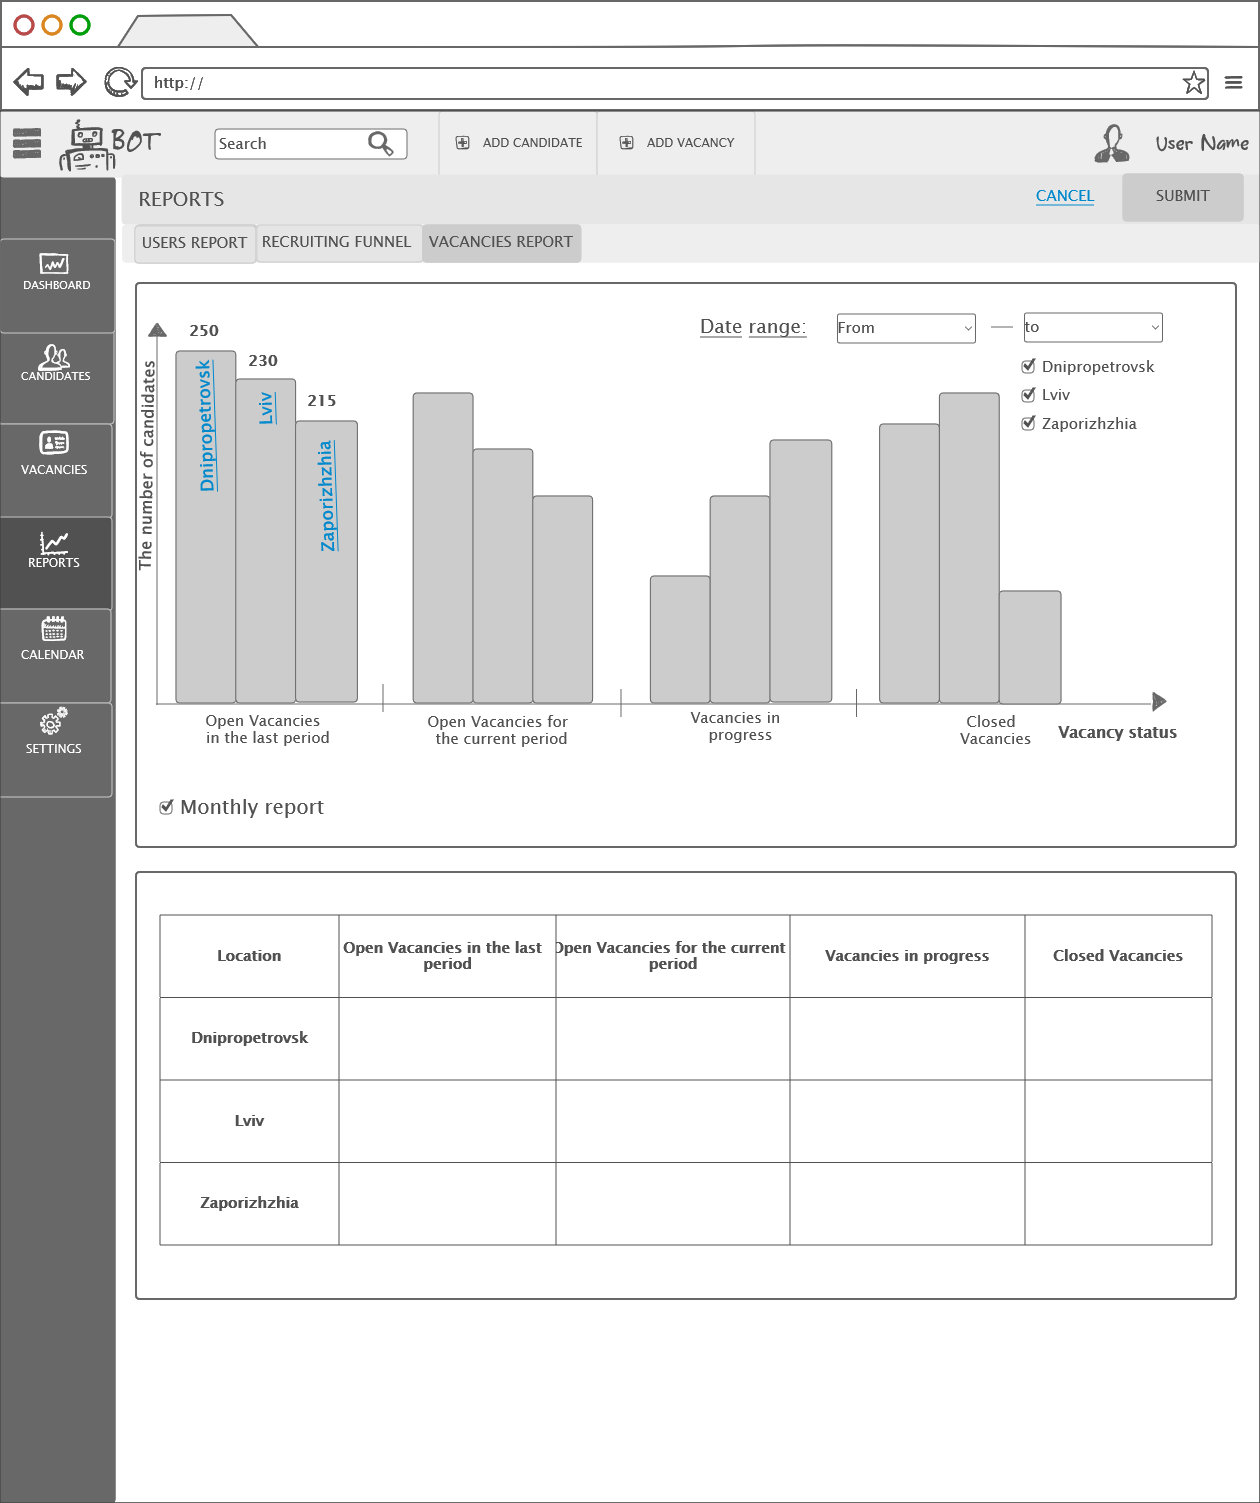 http://
BOT
Search
ADD CANDIDATE
ADD VACANCY
User Name
REPORTS
CANCEL
SUBMIT
USERS REPORT
RECRUITING FUNNEL
VACANCIES REPORT
DASHBOARD
CANDIDATES
VACANCIES
REPORTS
CALENDAR
SETTINGS
Date range:
From
to
Dnipropetrovsk
Lviv
Zaporizhzhia
The number of candidates
250
230
215
Dnipropetrovsk
Lviv
Zaporizhzhia
Open Vacancies
in the last period
Open Vacancies for
the current period
Vacancies in
progress
Closed
Vacancies
Vacancy status
Monthly report
Location
Open Vacancies in the last
period
Open Vacancies for the current
period
Vacancies in progress
Closed Vacancies
Dnipropetrovsk
Lviv
Zaporizhzhia